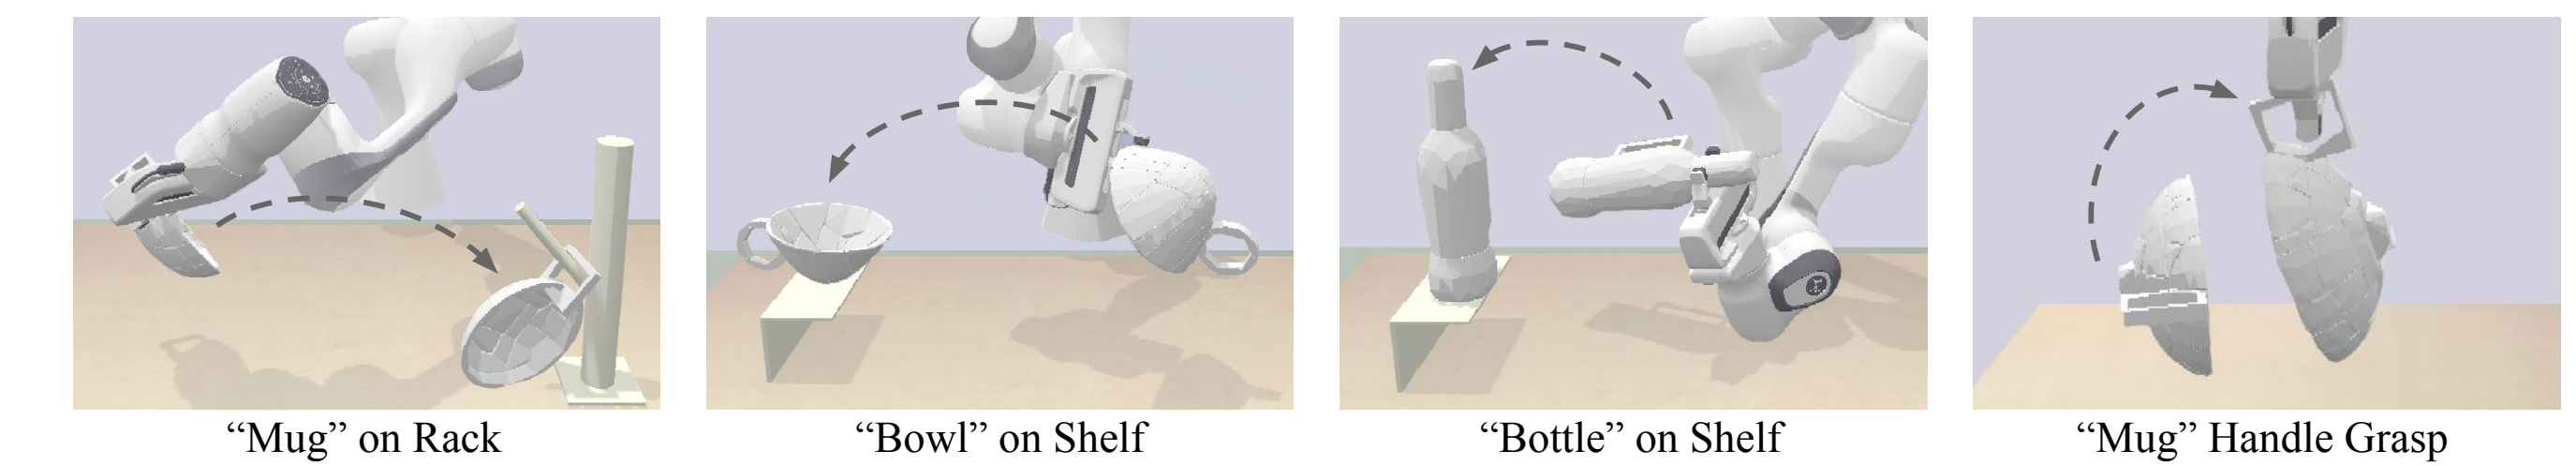 “Mug” on Rack
“Bowl” on Shelf
“Bottle” on Shelf
“Mug” Handle Grasp